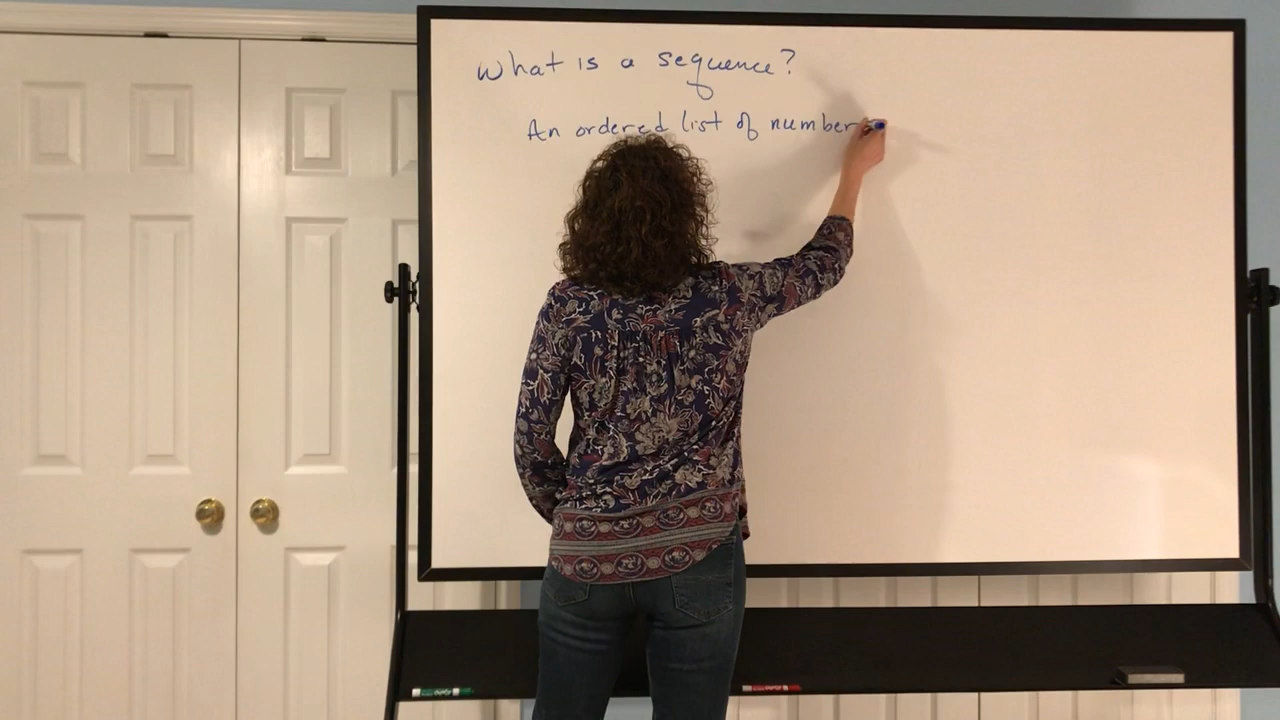 What is a sequence?
An ordered list of number